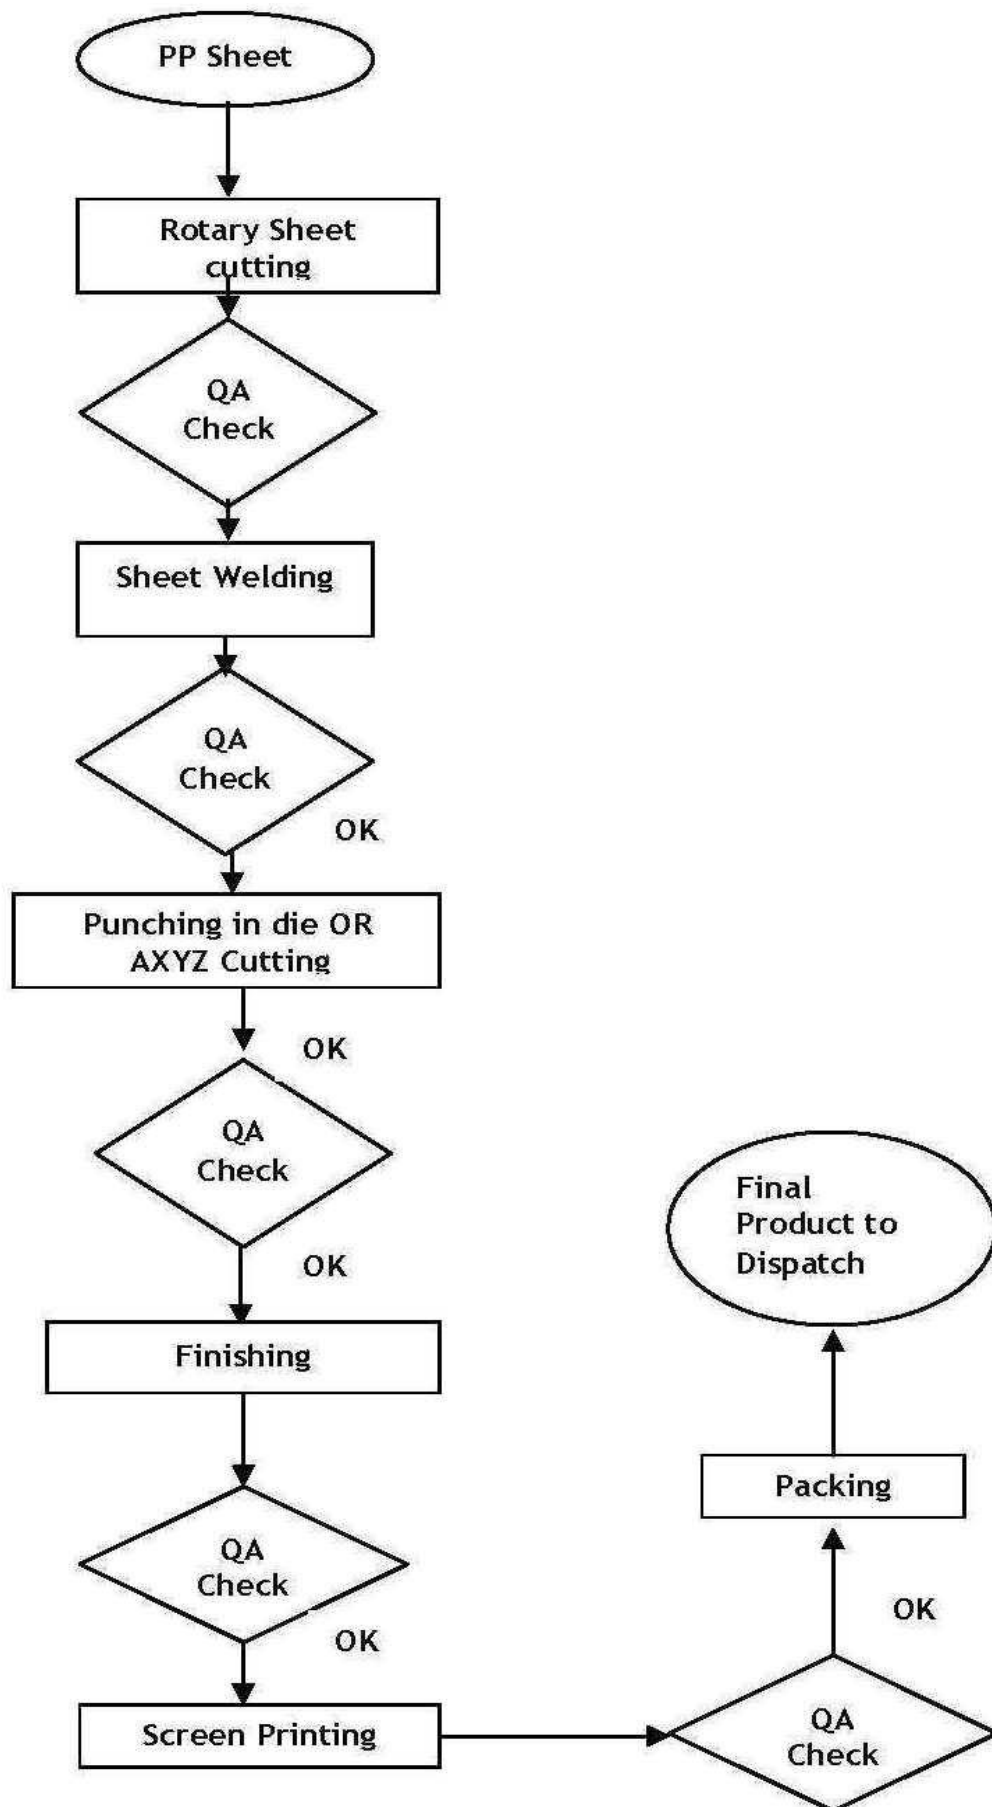 PP Sheet
Rotary Sheet
cutting
QA
Check
Sheet Welding
QA
Check
OK
Punching in die OR
AXYZ Cutting
OK
QA
Check
OK
Finishing
QA
Check
OK
Screen Printing
QA
Check
OK
Packing
Final
Product to
Dispatch